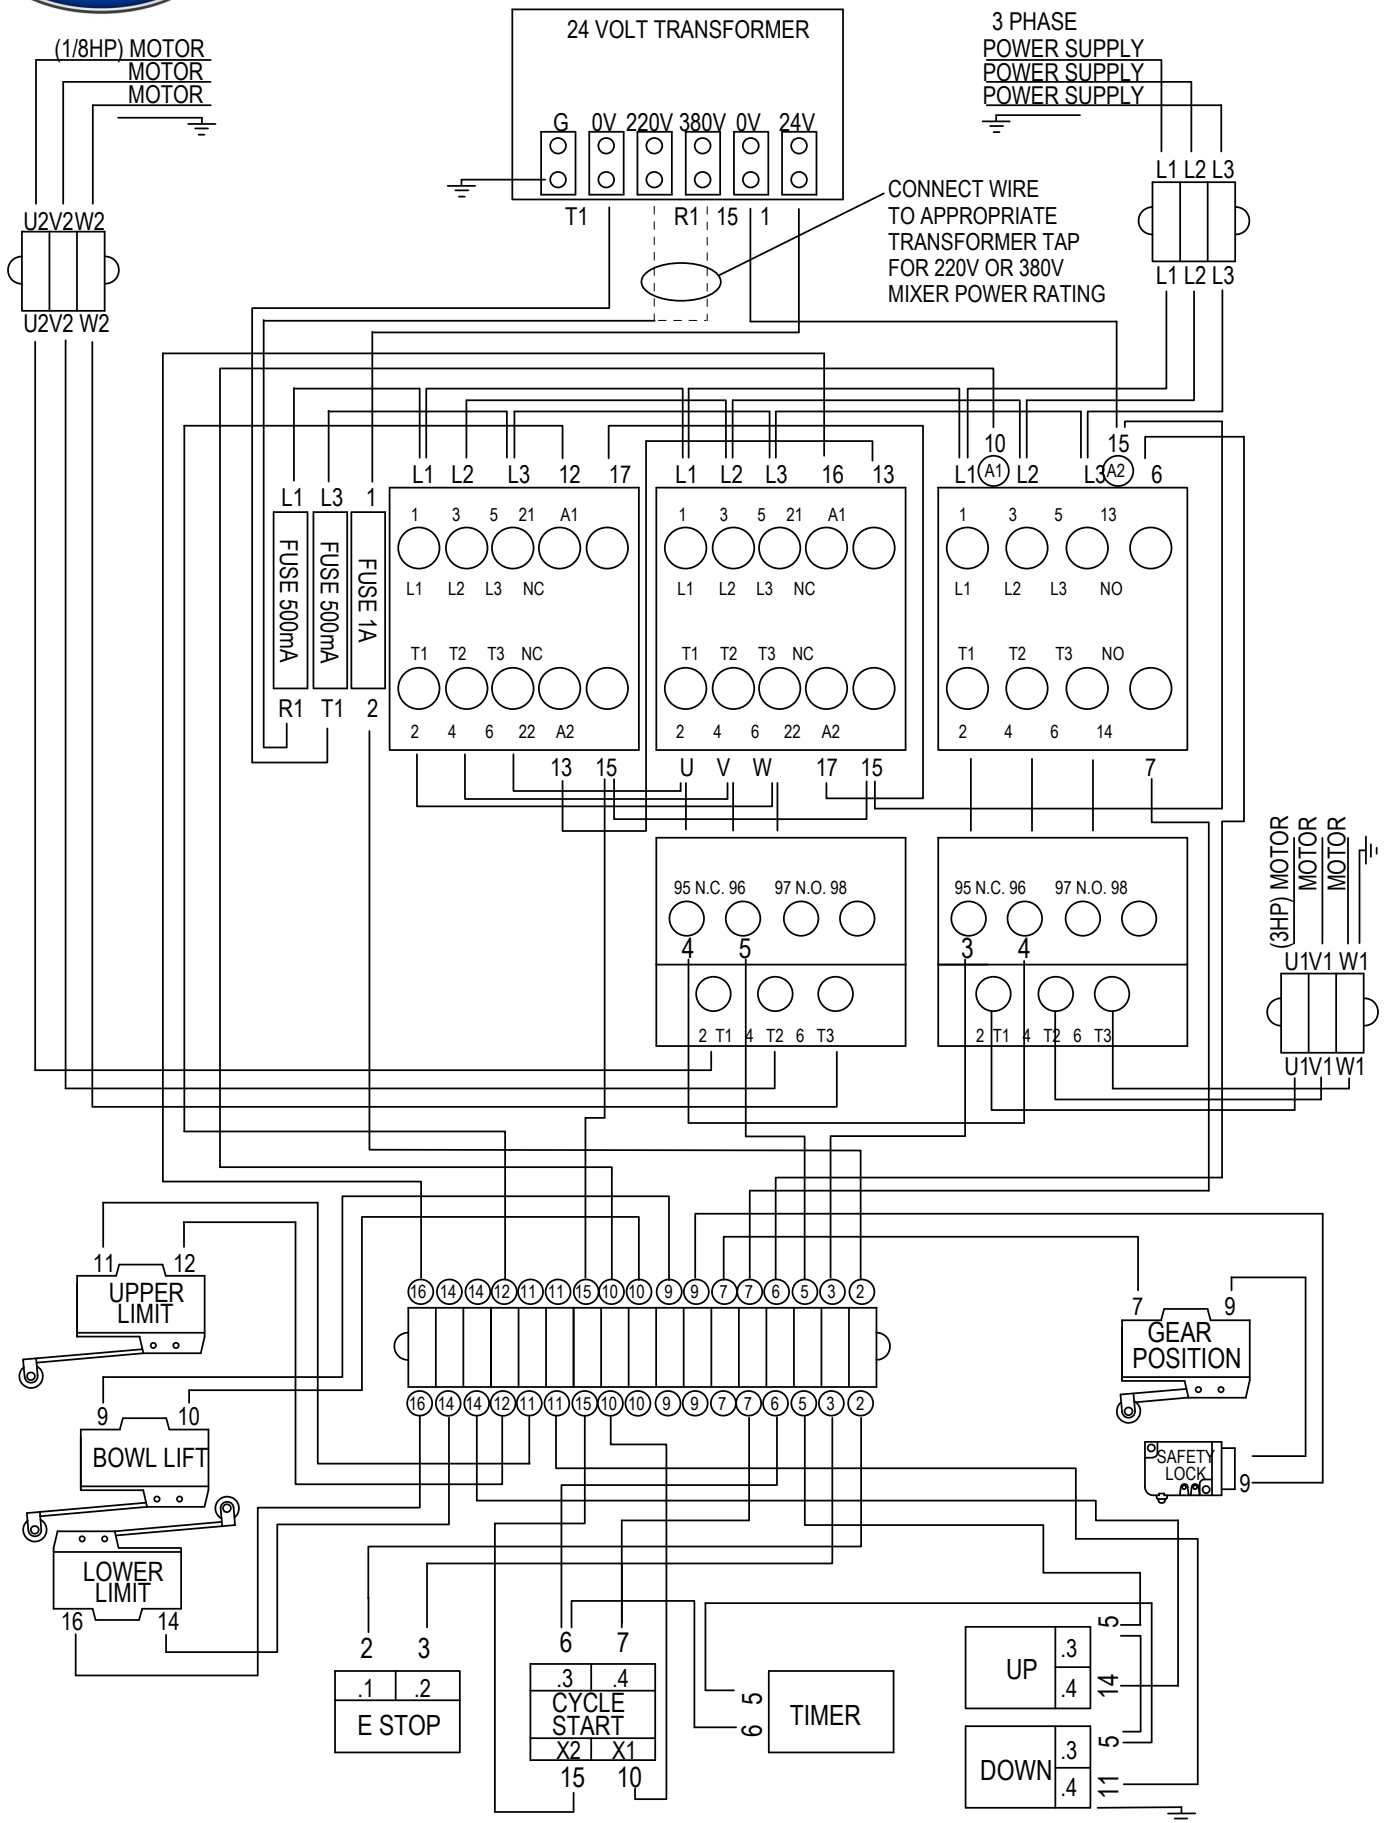 24 VOLT TRANSFORMER
G 0V 220V 380V 0V 24V
T1 R1 15 1
(1/8HP) MOTOR
MOTOR
MOTOR
U2 V2 W2
U2 V2 W2
3 PHASE
POWER SUPPLY
POWER SUPPLY
POWER SUPPLY
L1 L2 L3
L1 L2 L3
CONNECT WIRE
TO APPROPRIATE
TRANSFORMER TAP
FOR 220V OR 380V
MIXER POWER RATING
L1 L3 1
FUSE 500mA
FUSE 500mA
FUSE 1A
R1 T1 2
L1 L2 L3 12 17
1 3 5 21 A1
L1 L2 L3 NC
T1 T2 T3 NC
2 4 6 22 A2
13 15
L1 L2 L3 16 13
1 3 5 21 A1
L1 L2 L3 NC
T1 T2 T3 NC
2 4 6 22 A2
U V W 17 15
10 15
L1 A1 L2 L3 A2 6
1 3 5 13
L1 L2 L3 NO
T1 T2 T3 NO
2 4 6 14
7
95 N.C. 96 97 N.O. 98
4 5
2 T1 4 T2 6 T3
95 N.C. 96 97 N.O. 98
3 4
2 T1 4 T2 6 T3
(3HP) MOTOR
MOTOR
MOTOR
U1 V1 W1
U1 V1 W1
11 12
UPPER
LIMIT
9 10
BOWL LIFT
LOWER
LIMIT
16 14
16 14 14 12 11 11 15 10 10 9 9 7 7 6 5 3 2
16 14 14 12 11 11 15 10 10 9 9 7 7 6 5 3 2
7 9
GEAR
POSITION
SAFETY
LOCK
9
2 3
.1 .2
E STOP
6 7
.3 .4
CYCLE
START
X2 X1
15 10
5
6
TIMER
UP
.3
.4
5
14
DOWN
.3
.4
5
11